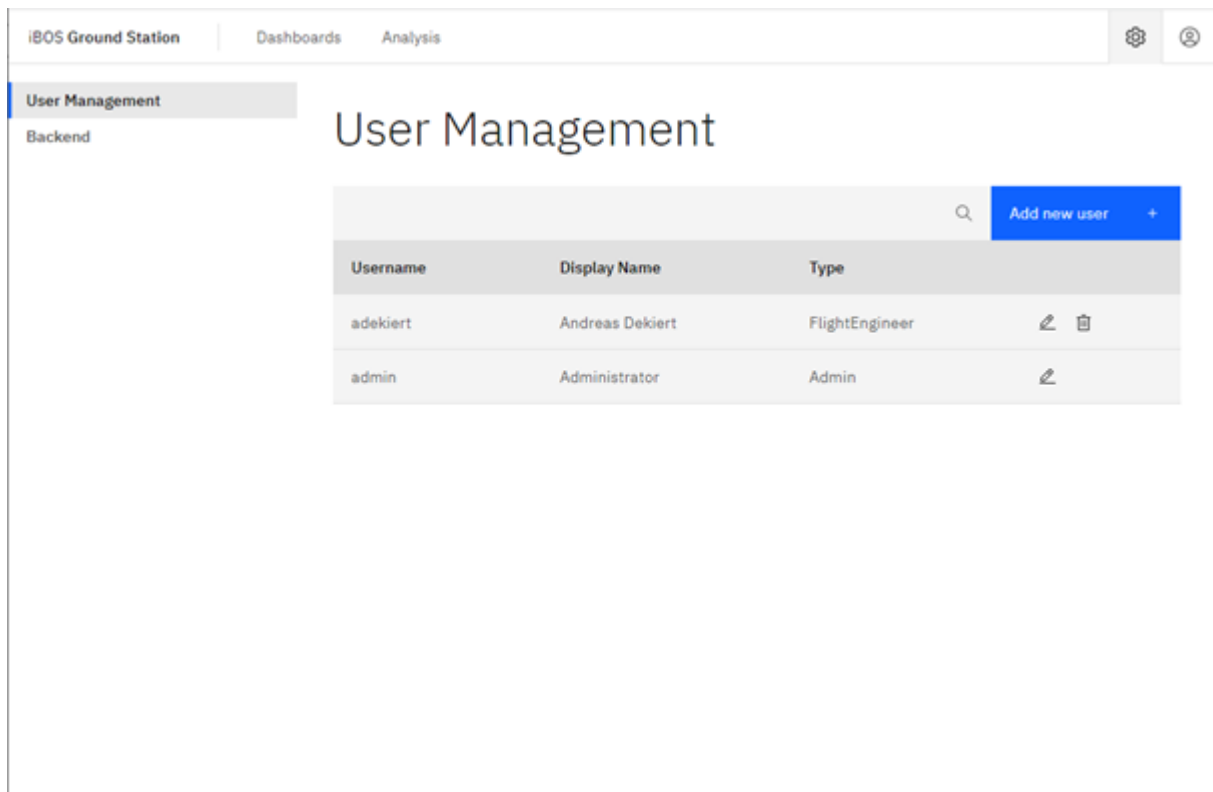 iBOS Ground Station Dashboards Analysis
User Management
Backend
User Management
Add new user +
Username Display Name Type
adekiert Andreas Dekiert FlightEngineer
admin Administrator Admin